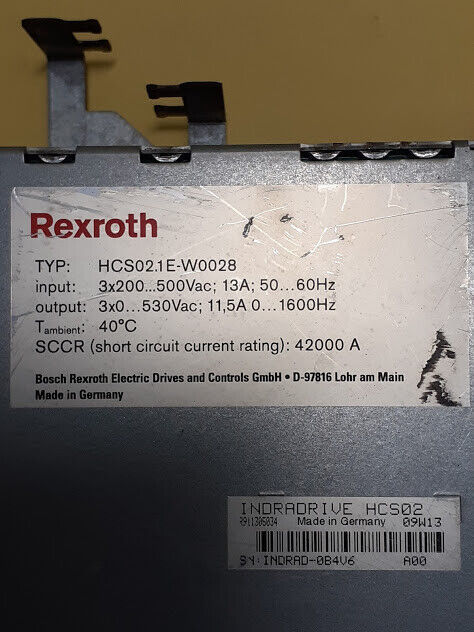 Rexroth
TYP: HCS02.1E-W0028
input: 3x200...500Vac; 13A; 50...60Hz
output: 3x0...530Vac; 11,5A 0...1600Hz
Tambient: 40°C
SCCR (short circuit current rating): 42000 A
Bosch Rexroth Electric Drives and Controls GmbH • D-97816 Lohr am Main
Made in Germany
INDRADRIVE HCS02
R911306034 Made in Germany 09W13
SN:INDRAD-0B4V6 A00